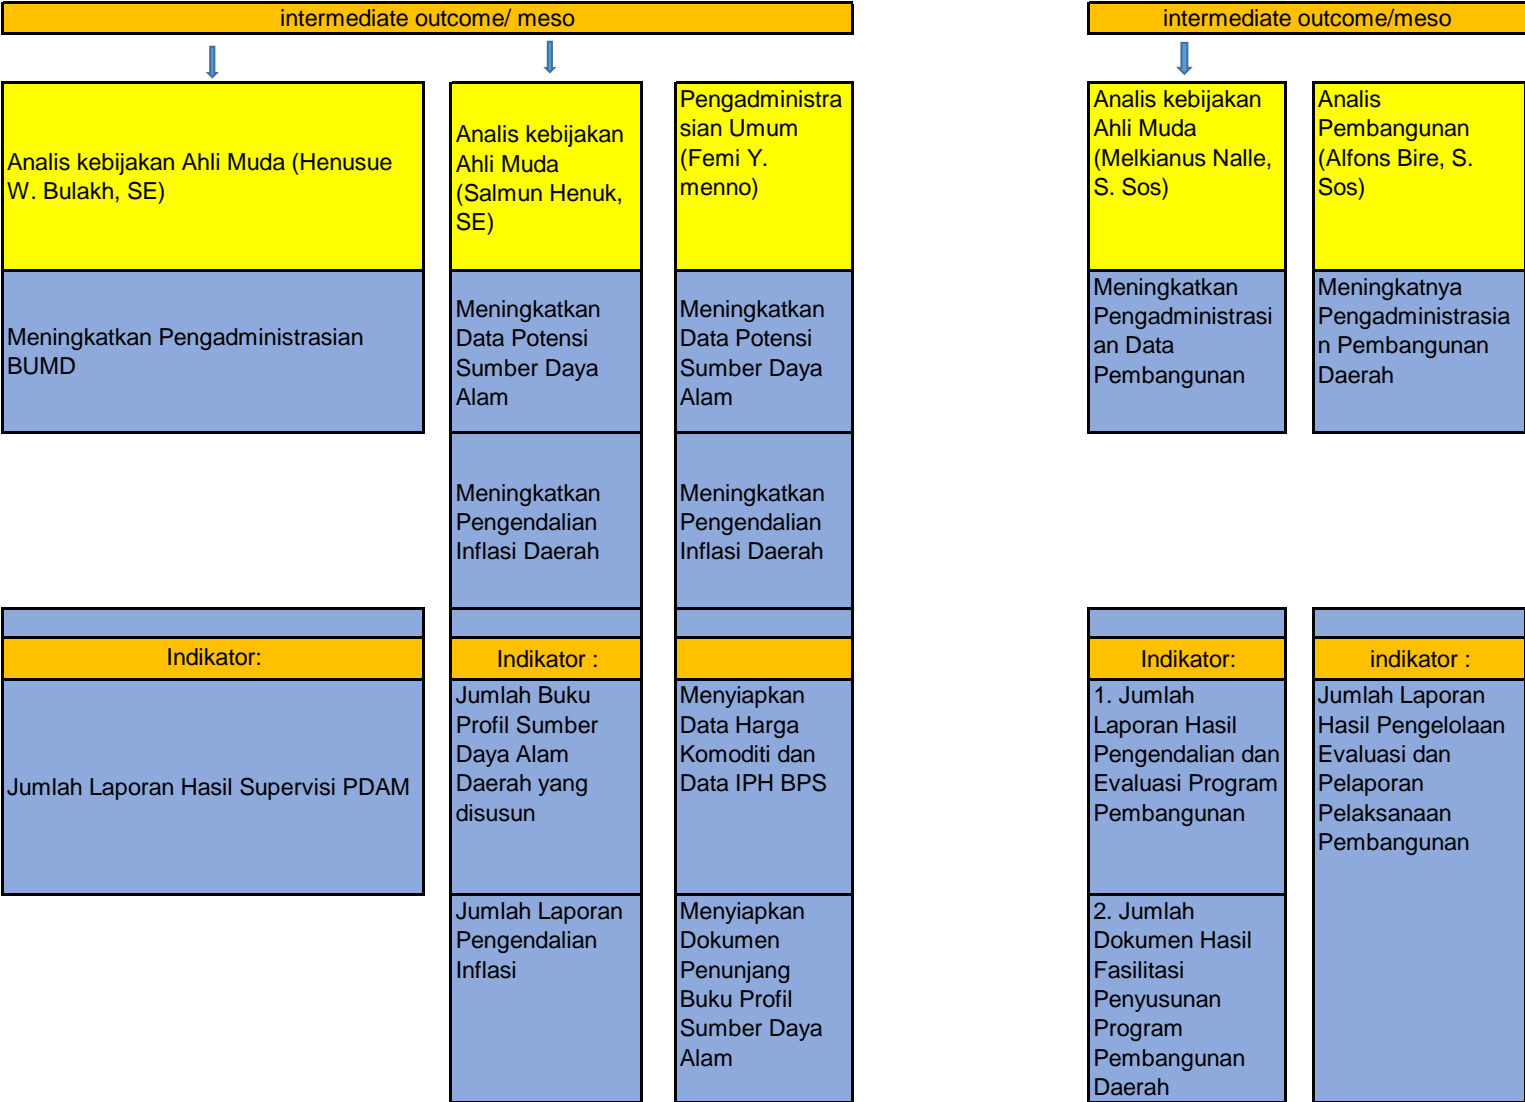 intermediate outcome/ meso
intermediate outcome/meso
Analis kebijakan Ahli Muda (Henusue
W. Bulakh, SE)
Analis kebijakan
Ahli Muda
(Salmun Henuk,
SE)
Pengadministra
sian Umum
(Femi Y.
menno)
Analis kebijakan
Ahli Muda
(Melkianus Nalle,
S. Sos)
Analis
Pembangunan
(Alfons Bire, S.
Sos)
Meningkatkan Pengadministrasian
BUMD
Meningkatkan
Data Potensi
Sumber Daya
Alam
Meningkatkan
Data Potensi
Sumber Daya
Alam
Meningkatkan
Pengadministrasi
an Data
Pembangunan
Meningkatnya
Pengadministrasia
n Pembangunan
Daerah
Meningkatkan
Pengendalian
Inflasi Daerah
Meningkatkan
Pengendalian
Inflasi Daerah
Indikator:
Indikator :
Indikator:
indikator :
Jumlah Laporan Hasil Supervisi PDAM
Jumlah Buku
Profil Sumber
Daya Alam
Daerah yang
disusun
Menyiapkan
Data Harga
Komoditi dan
Data IPH BPS
1. Jumlah
Laporan Hasil
Pengendalian dan
Evaluasi Program
Pembangunan
Jumlah Laporan
Hasil Pengelolaan
Evaluasi dan
Pelaporan
Pelaksanaan
Pembangunan
Jumlah Laporan
Pengendalian
Inflasi
Menyiapkan
Dokumen
Penunjang
Buku Profil
Sumber Daya
Alam
2. Jumlah
Dokumen Hasil
Fasilitasi
Penyusunan
Program
Pembangunan
Daerah